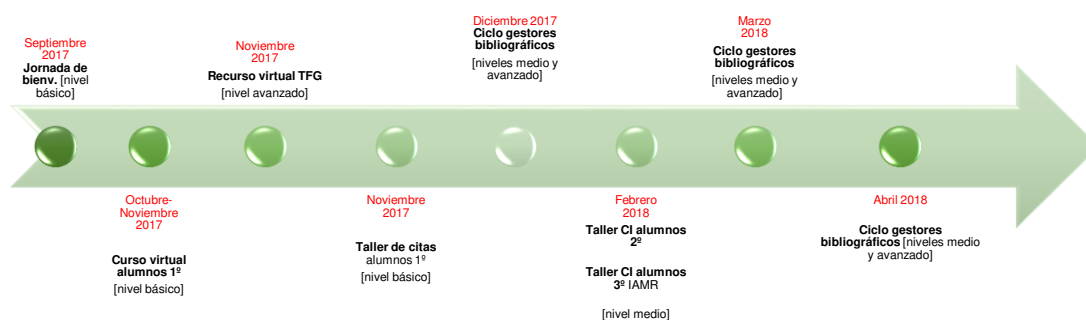 Septiembre
2017
Jornada de
bienv. [nivel
básico]
Octubre-
Noviembre
2017
Curso virtual
alumnos 1º
[nivel básico]
Noviembre
2017
Recurso virtual TFG
[nivel avanzado]
Noviembre
2017
Taller de citas
alumnos 1º
[nivel básico]
Diciembre 2017
Ciclo gestores
bibliográficos
[niveles medio y
avanzado]
Febrero
2018
Taller CI alumnos
2º
Taller CI alumnos
3º IAMR
[nivel medio]
Marzo
2018
Ciclo gestores
bibliográficos
[niveles medio y
avanzado]
Abril 2018
Ciclo gestores
bibliográficos [niveles medio
y avanzado]